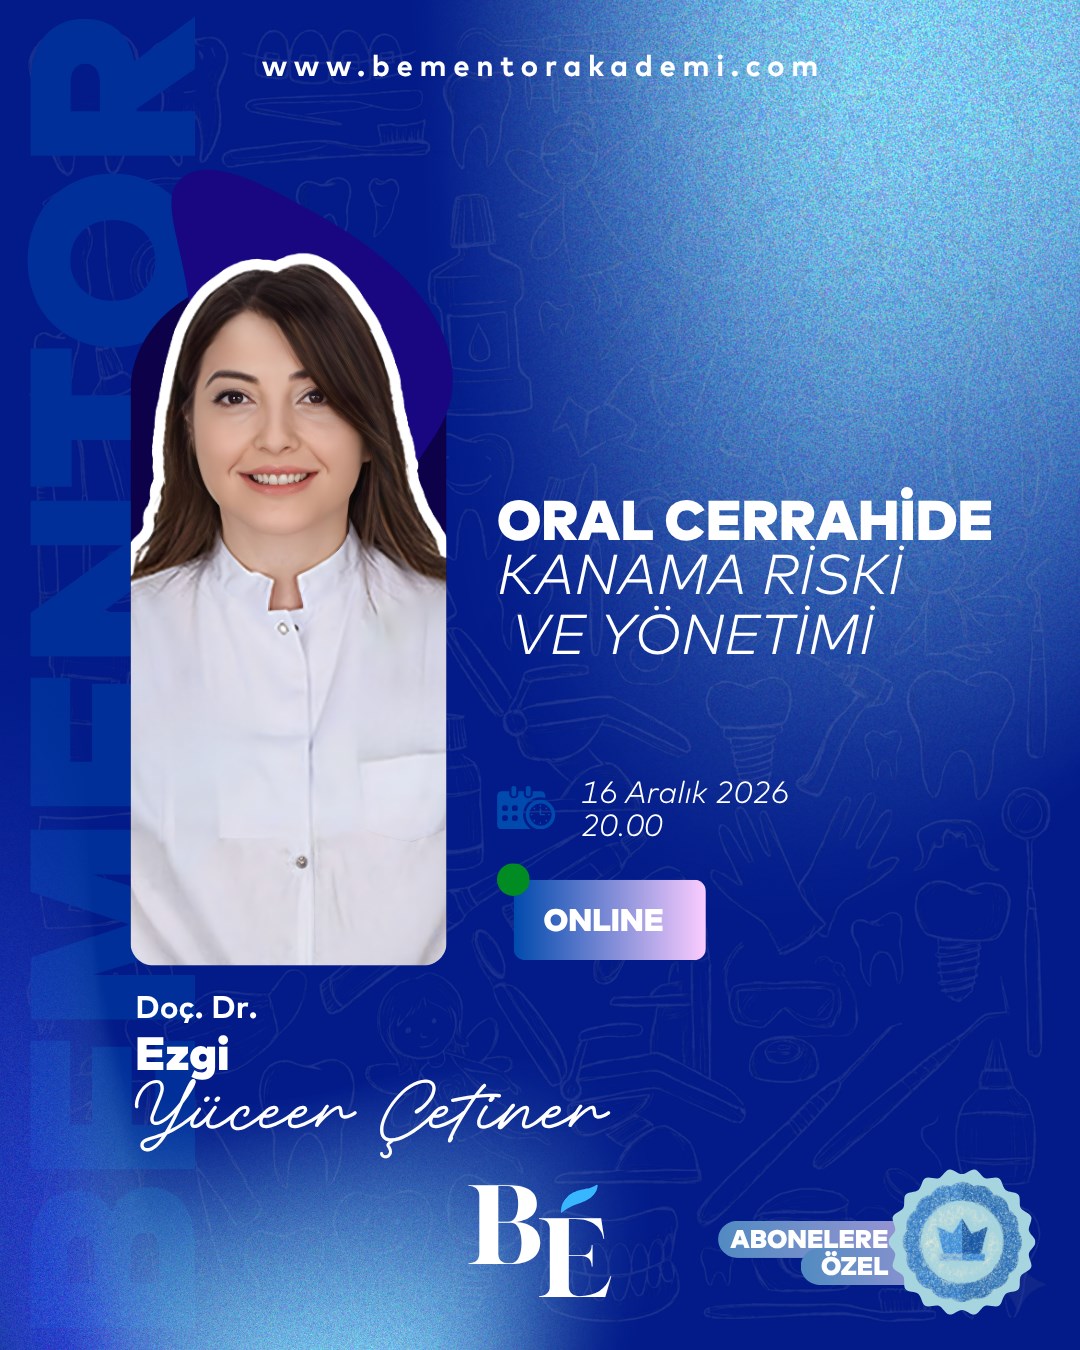 www.bementorakademi.com
BEMENTOR
ORAL CERRAHİDE
KANAMA RİSKİ
VE YÖNETİMİ
16 Aralık 2026
20.00
ONLINE
Doç. Dr.
Ezgi
Yüceer Çetiner
BÉ
ABONELERE
ÖZEL